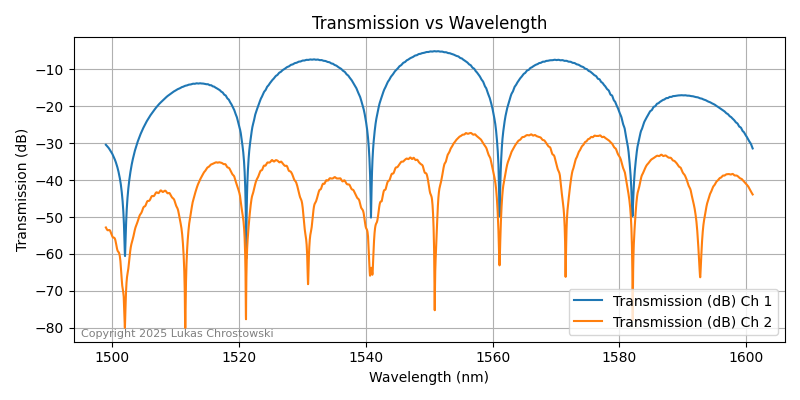 Transmission vs Wavelength
Transmission (dB)
−10
−20
−30
−40
−50
−60
−70
−80
Transmission (dB) Ch 1
Transmission (dB) Ch 2
Copyright 2025 Lukas Chrostowski
1500 1520 1540 1560 1580 1600
Wavelength (nm)